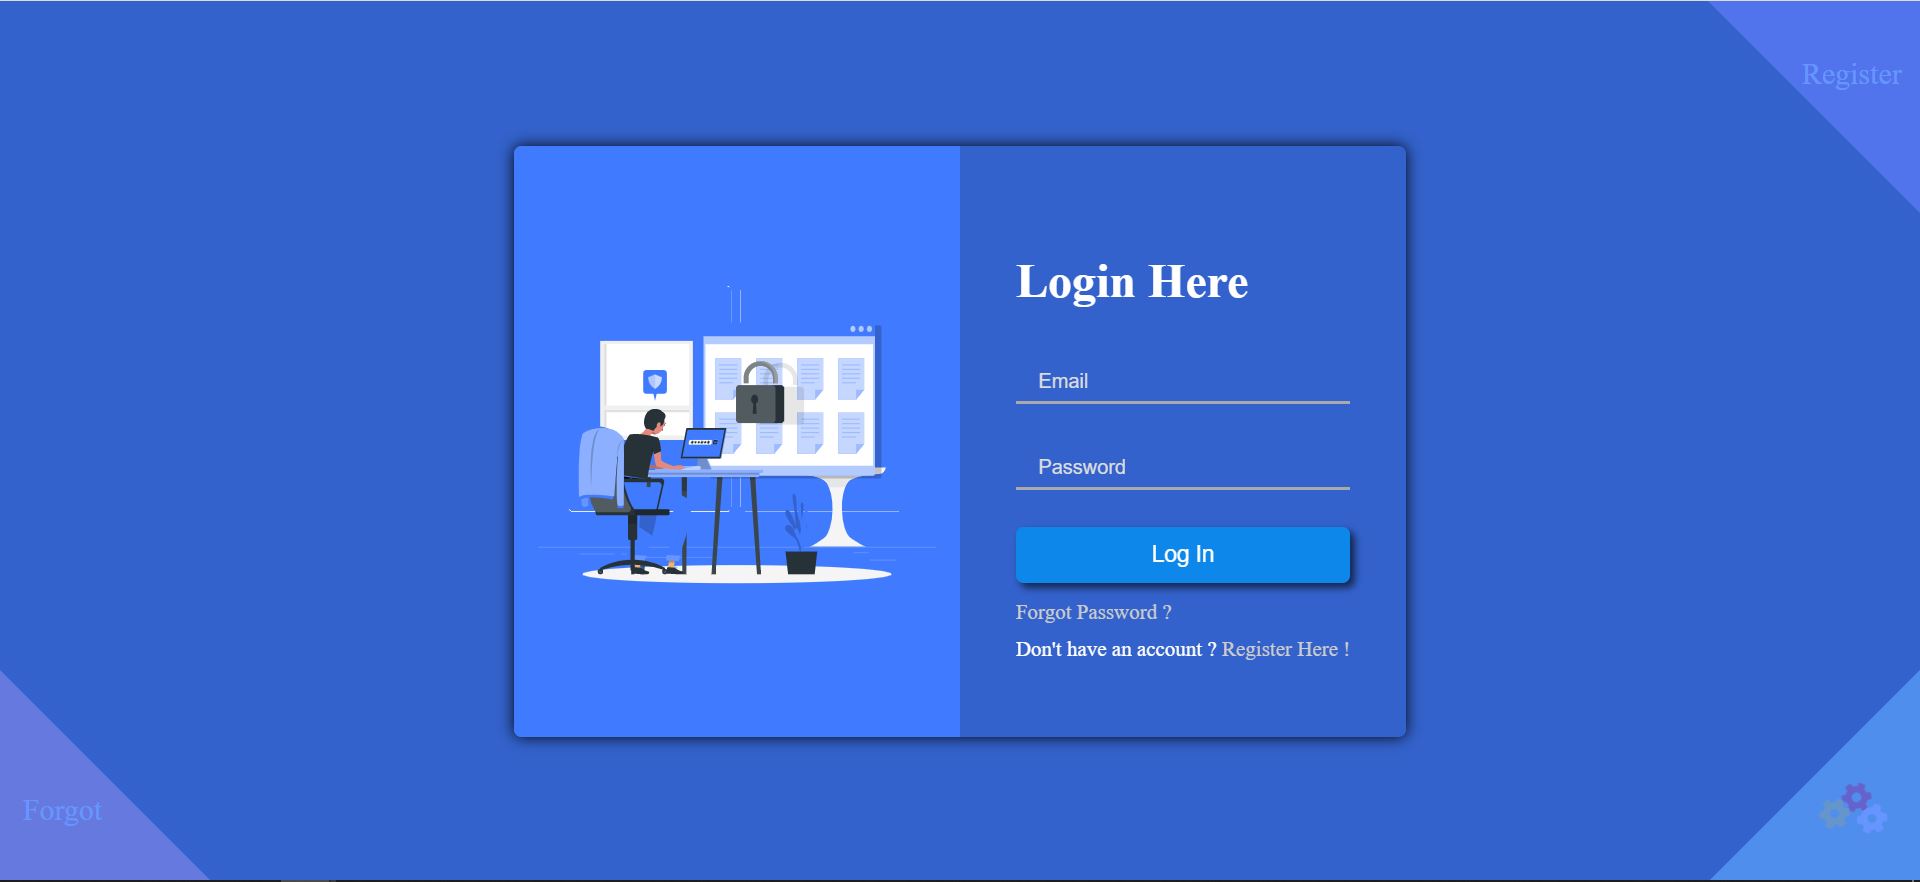 Register
Login Here
Email
Password
Log In
Forgot Password ?
Don't have an account ? Register Here !
Forgot